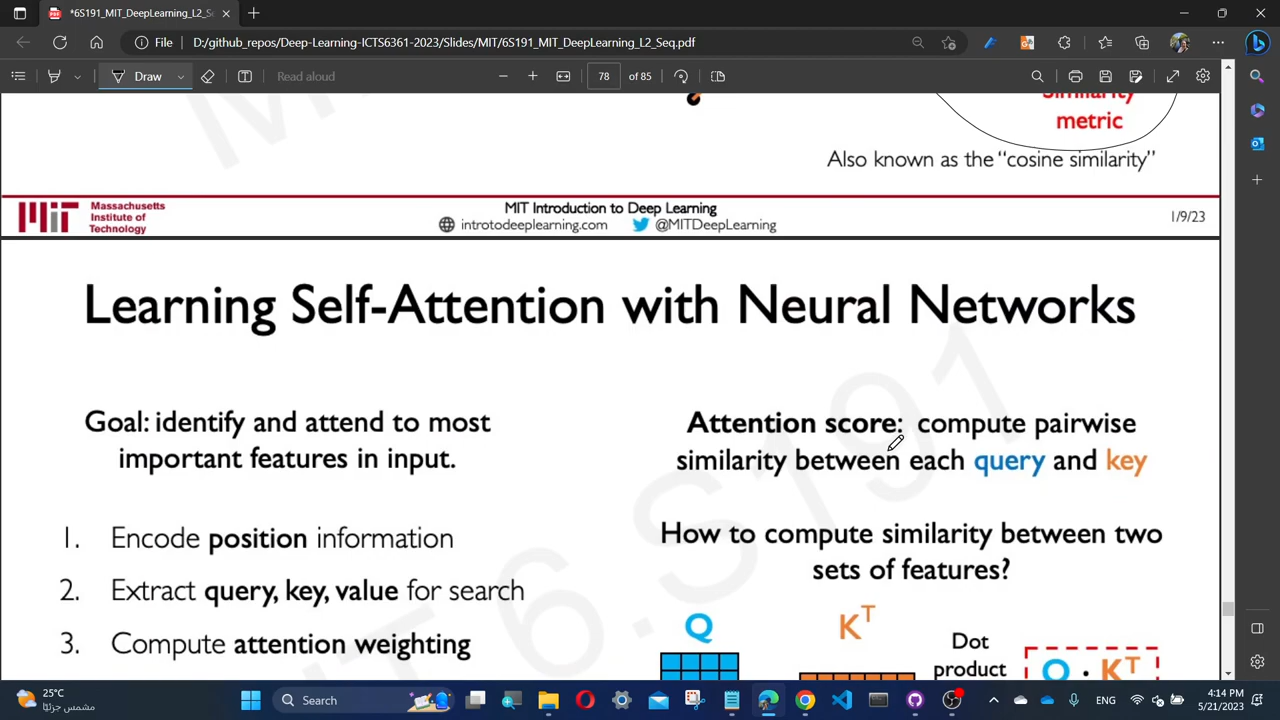 *6S191_MIT_DeepLearning_L2_Se
File
D:/github_repos/Deep-Learning-ICTS6361-2023/Slides/MIT/6S191_MIT_DeepLearning_L2_Seq.pdf
Draw
Read aloud
78
of 85
Similarity
metric
Also known as the “cosine similarity”
Massachusetts
Institute of
Technology
MIT Introduction to Deep Learning
introtodeeplearning.com
@MITDeepLearning
1/9/23
Learning Self-Attention with Neural Networks
Goal: identify and attend to most
important features in input.
1. Encode position information
2. Extract query, key, value for search
3. Compute attention weighting
Attention score: compute pairwise
similarity between each query and key
How to compute similarity between two
sets of features?
Q
K^T
Dot
product
Q · K^T
T 6.S191
25°C
مشمس جزئيًا
Search
ENG
4:14 PM
5/21/2023